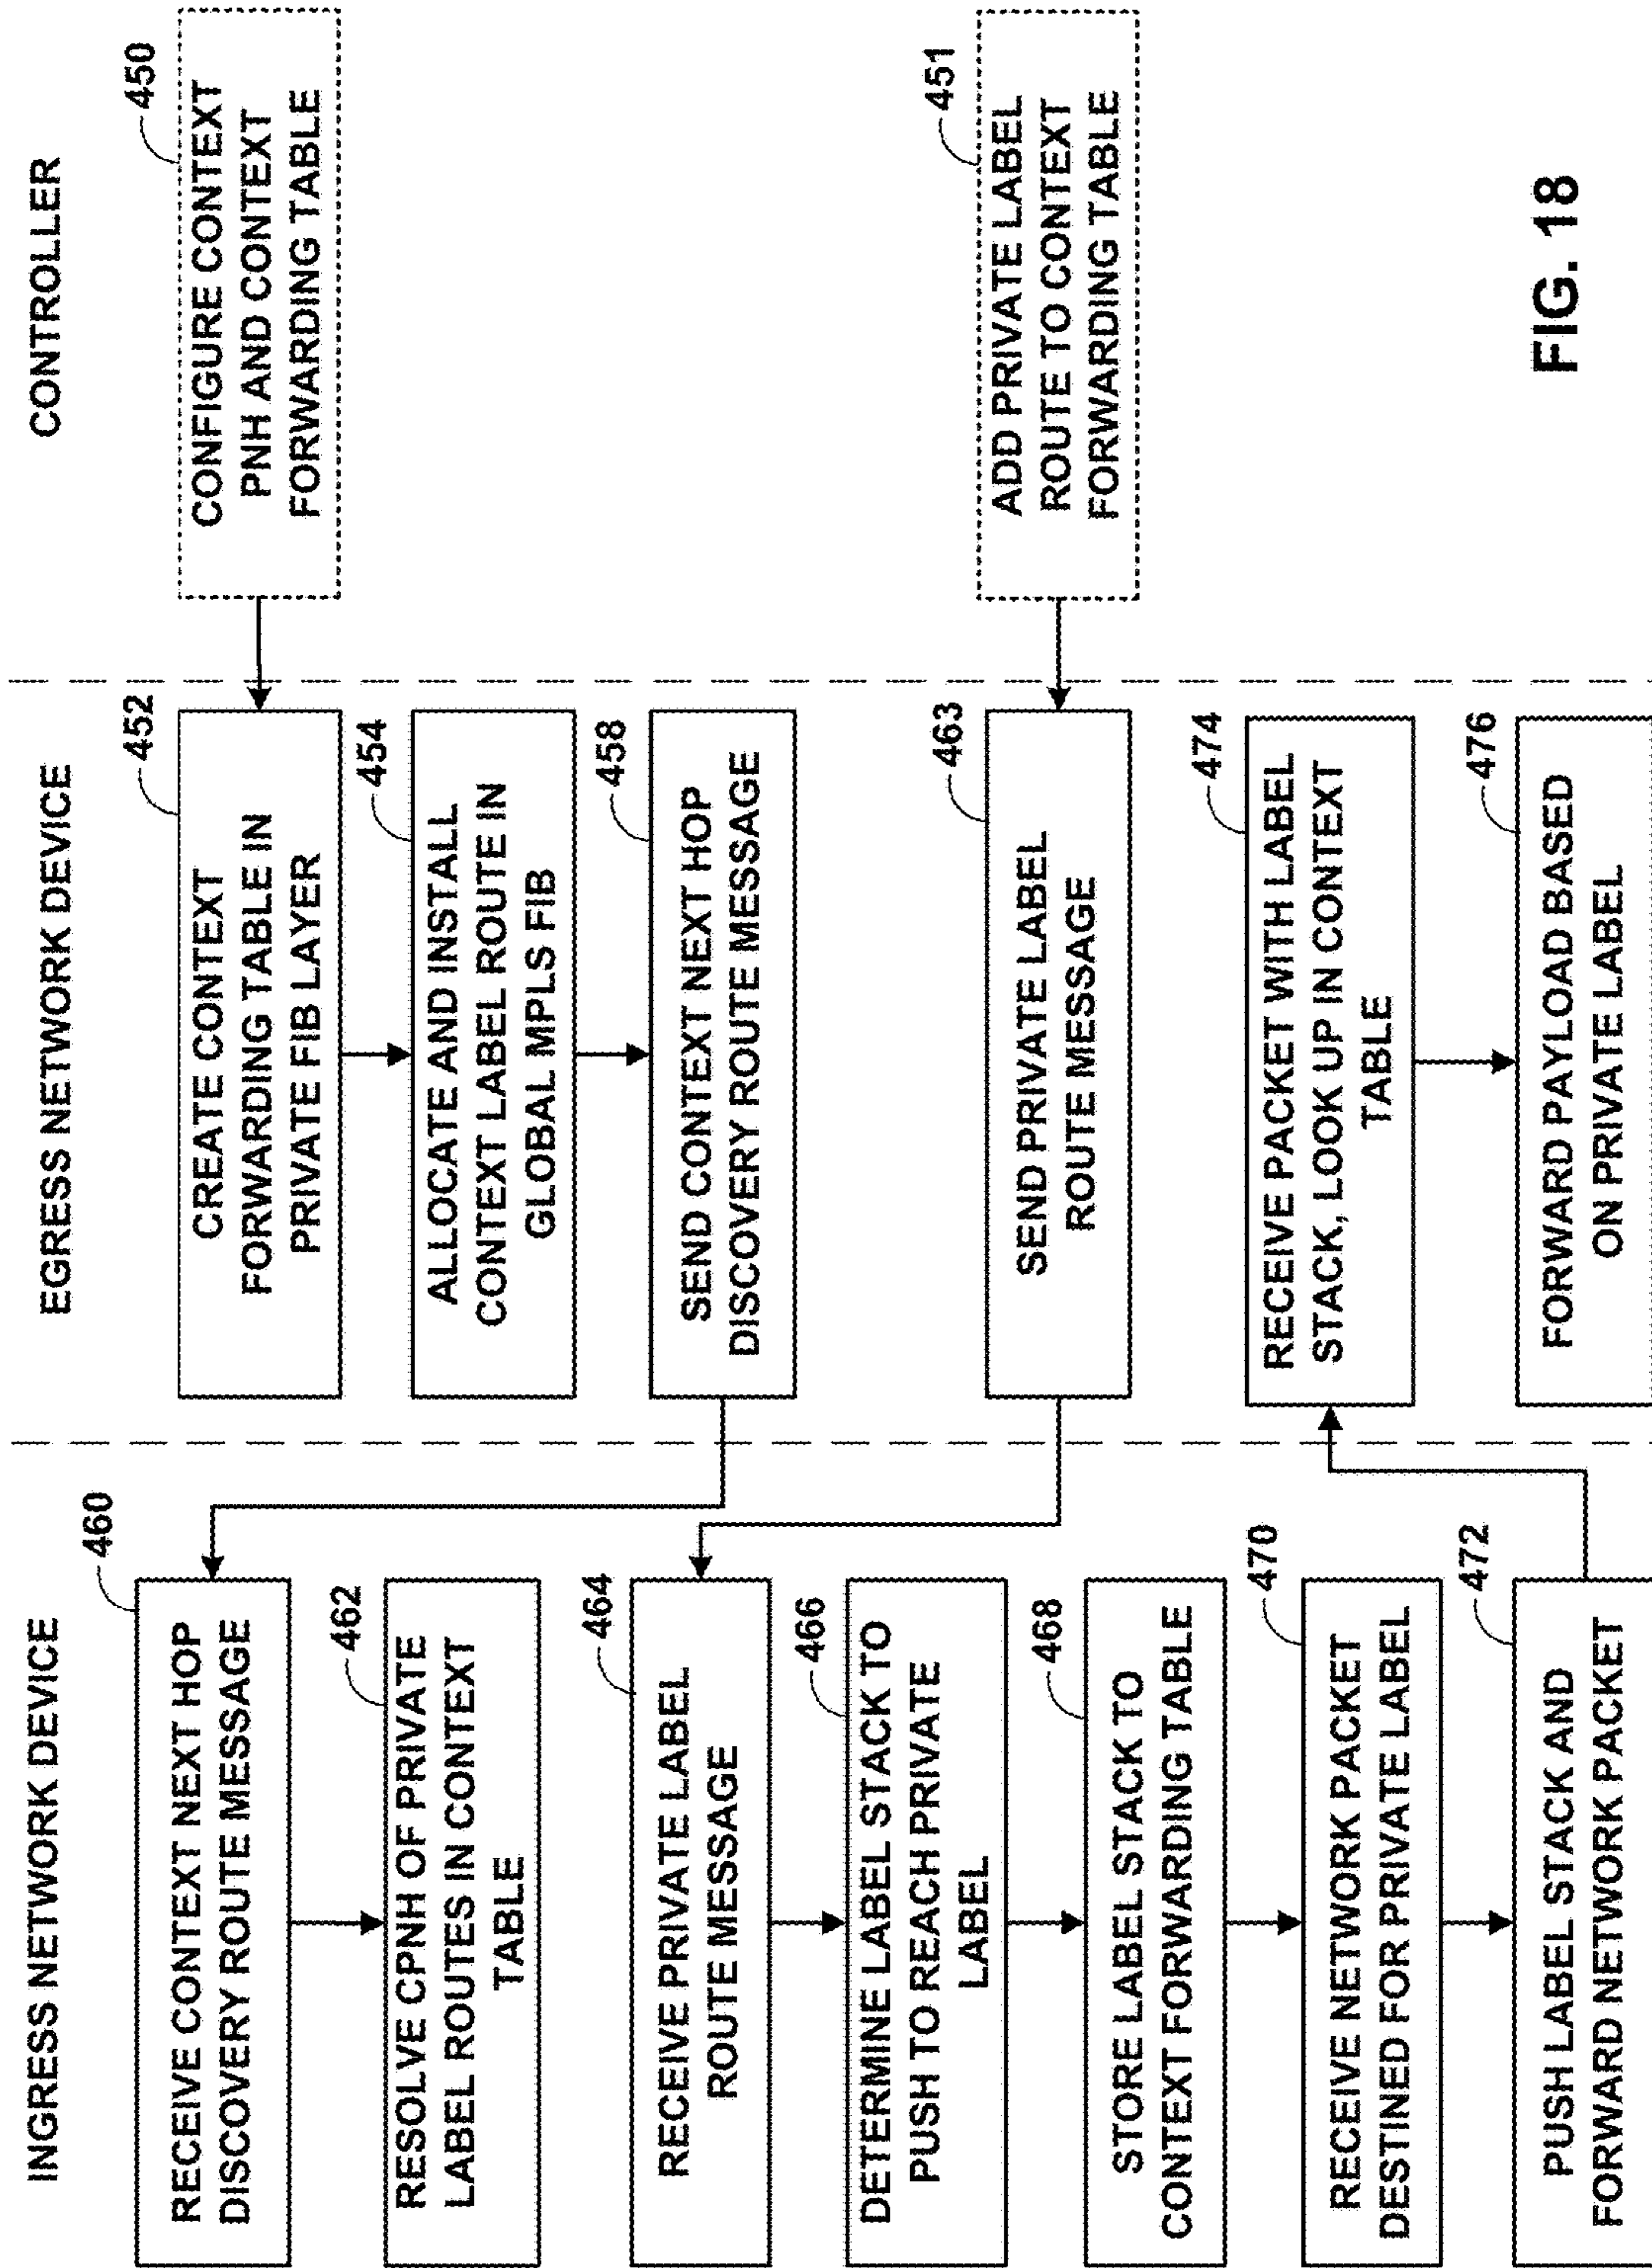 INGRESS NETWORK DEVICE
EGRESS NETWORK DEVICE
CONTROLLER
450
CONFIGURE CONTEXT
PNH AND CONTEXT
FORWARDING TABLE
452
CREATE CONTEXT
FORWARDING TABLE IN
PRIVATE FIB LAYER
454
ALLOCATE AND INSTALL
CONTEXT LABEL ROUTE IN
GLOBAL MPLS FIB
458
SEND CONTEXT NEXT HOP
DISCOVERY ROUTE MESSAGE
460
RECEIVE CONTEXT NEXT HOP
DISCOVERY ROUTE MESSAGE
462
RESOLVE CPNH OF PRIVATE
LABEL ROUTES IN CONTEXT
TABLE
451
ADD PRIVATE LABEL
ROUTE TO CONTEXT
FORWARDING TABLE
463
SEND PRIVATE LABEL
ROUTE MESSAGE
464
RECEIVE PRIVATE LABEL
ROUTE MESSAGE
466
DETERMINE LABEL STACK TO
PUSH TO REACH PRIVATE
LABEL
468
STORE LABEL STACK TO
CONTEXT FORWARDING TABLE
470
RECEIVE NETWORK PACKET
DESTINED FOR PRIVATE LABEL
472
PUSH LABEL STACK AND
FORWARD NETWORK PACKET
474
RECEIVE PACKET WITH LABEL
STACK, LOOK UP IN CONTEXT
TABLE
476
FORWARD PAYLOAD BASED
ON PRIVATE LABEL
FIG. 18